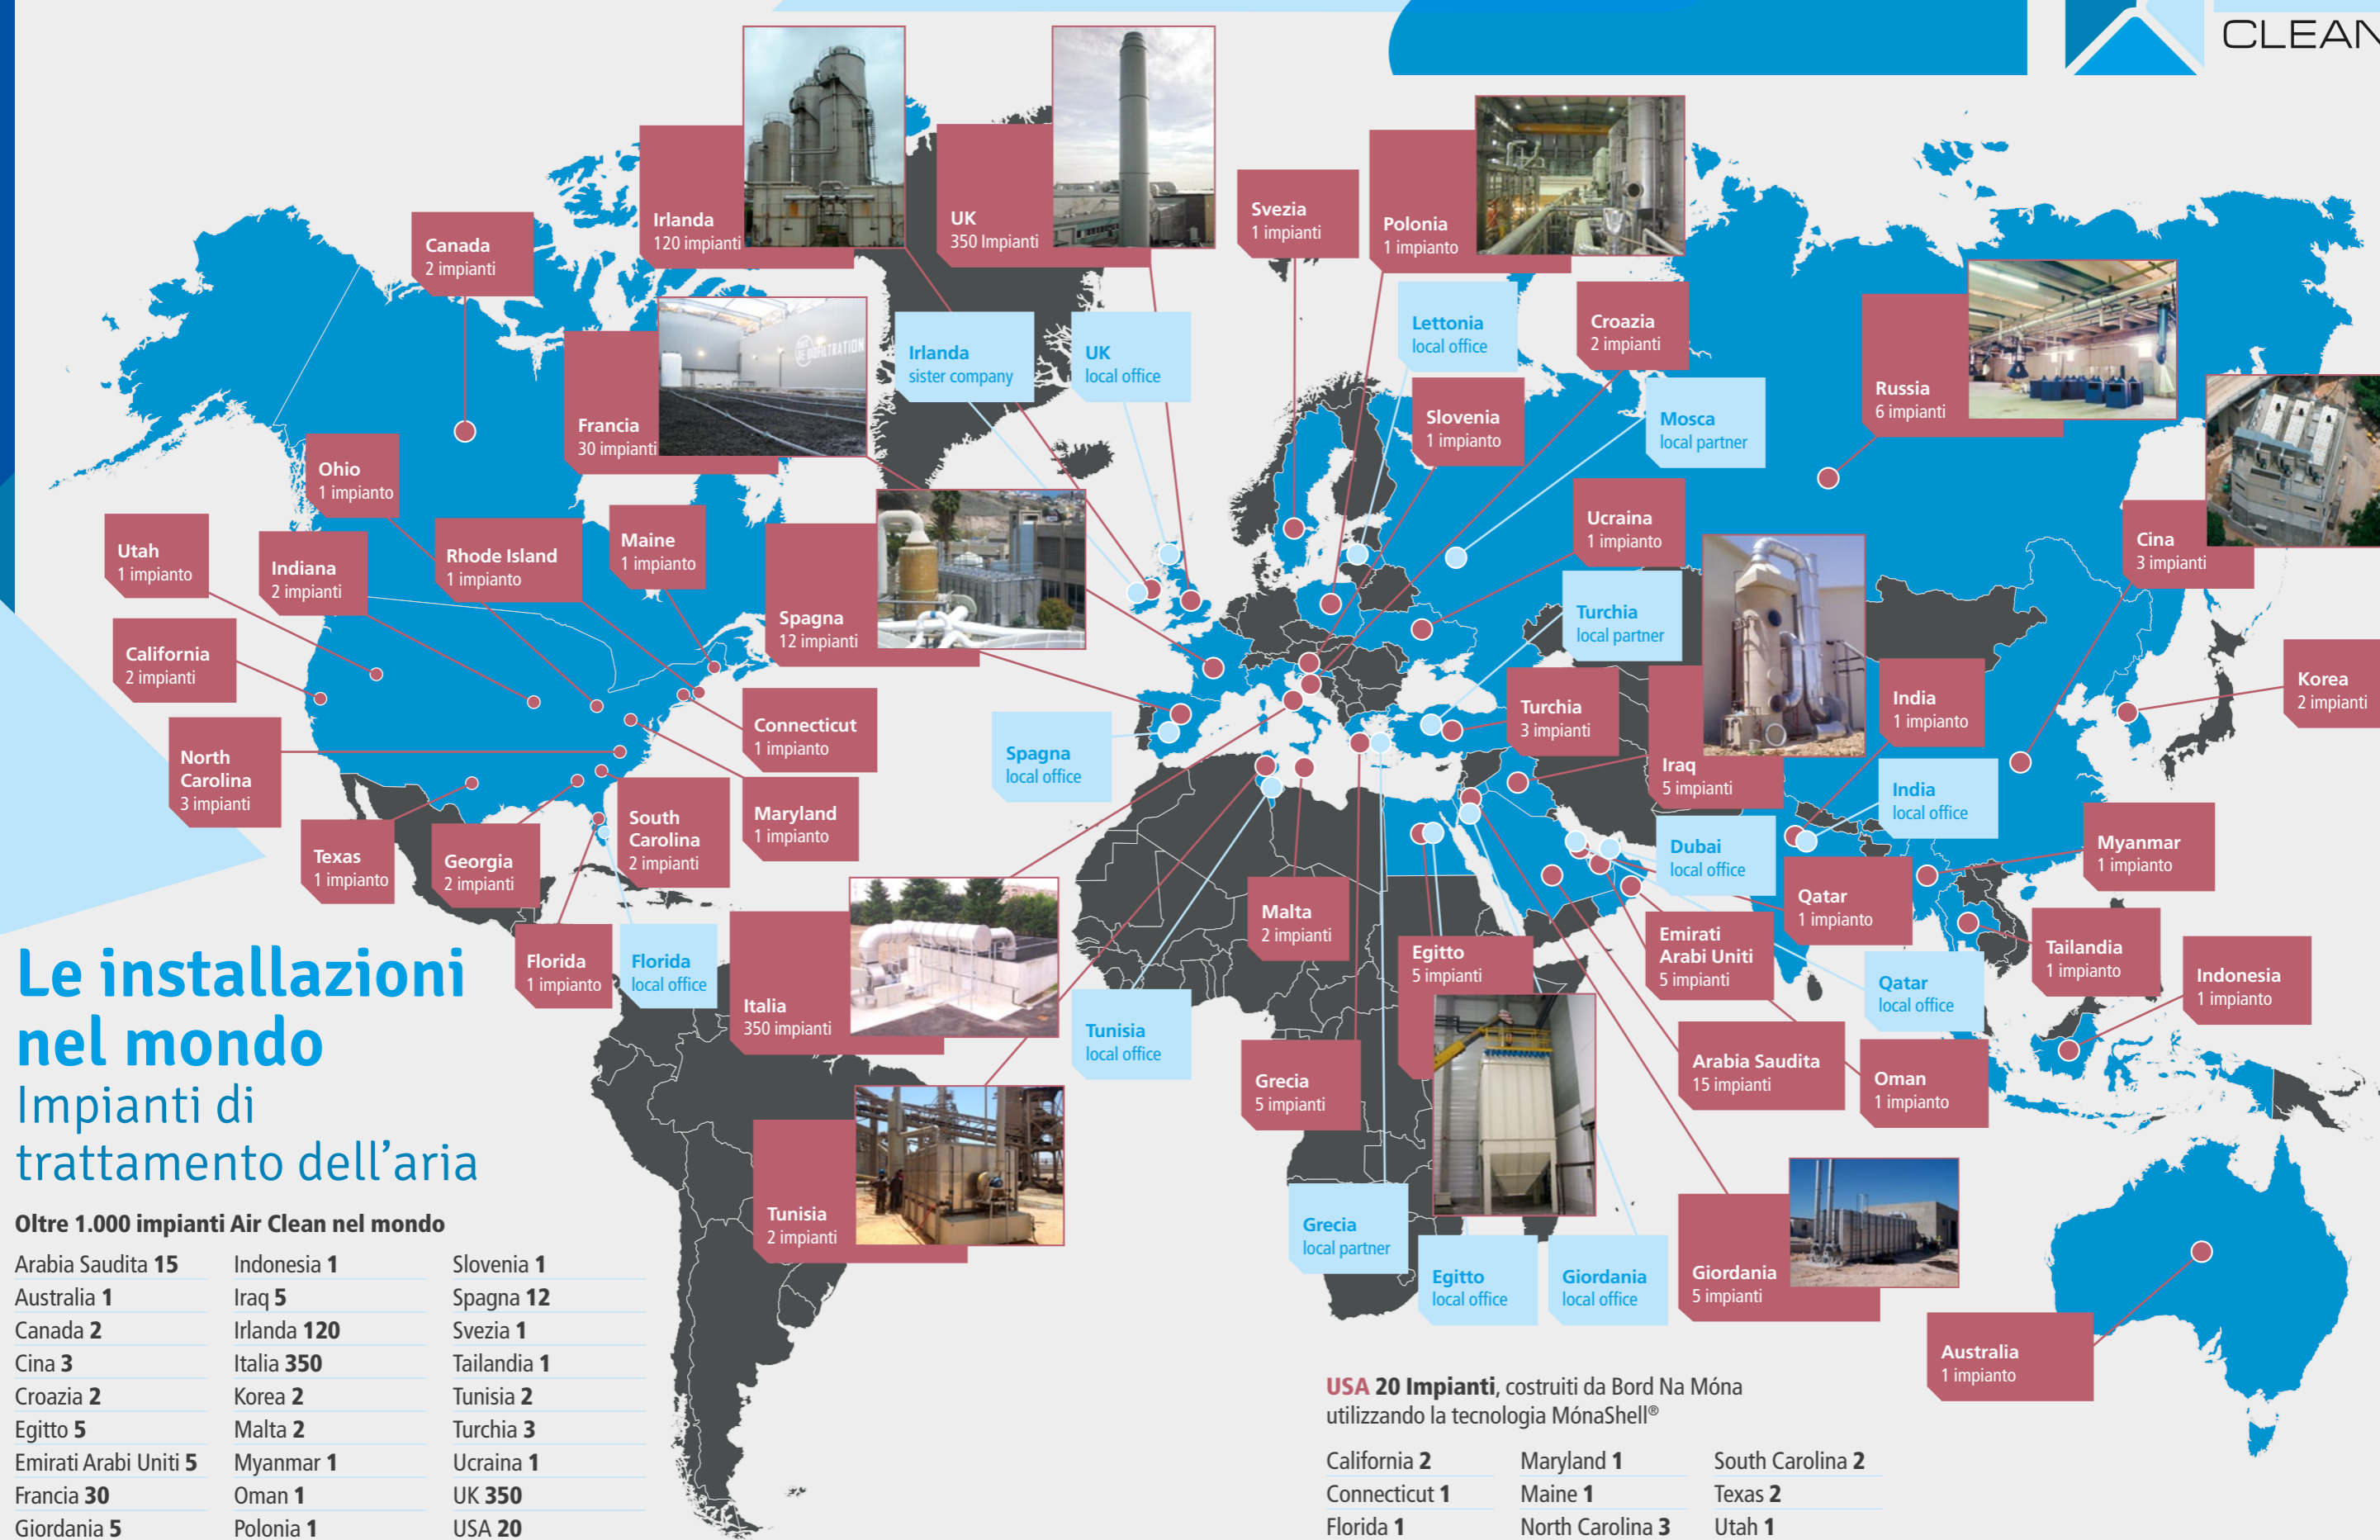 CLEAN
Irlanda
120 impianti
UK
350 Impianti
Svezia
1 impianti
Polonia
1 impianto
Canada
2 impianti
Francia
30 impianti
DE BIOFILTRATION
Irlanda
sister company
UK
local office
Lettonia
local office
Croazia
2 impianti
Slovenia
1 impianto
Mosca
local partner
Russia
6 impianti
Ohio
1 impianto
Utah
1 impianto
Indiana
2 impianti
Rhode Island
1 impianto
Maine
1 impianto
Spagna
12 impianti
Ucraina
1 impianto
Cina
3 impianti
Turchia
local partner
California
2 impianti
Connecticut
1 impianto
Spagna
local office
Turchia
3 impianti
Iraq
5 impianti
India
1 impianto
Korea
2 impianti
North
Carolina
3 impianti
Texas
1 impianto
Georgia
2 impianti
South
Carolina
2 impianti
Maryland
1 impianto
India
local office
Dubai
local office
Myanmar
1 impianto
Qatar
1 impianto
Malta
2 impianti
Emirati
Arabi Uniti
5 impianti
Egitto
5 impianti
Tailandia
1 impianto
Indonesia
1 impianto
Qatar
local office
Florida
1 impianto
Florida
local office
Italia
350 impianti
Tunisia
local office
Grecia
5 impianti
Arabia Saudita
15 impianti
Oman
1 impianto
Tunisia
2 impianti
Grecia
local partner
Egitto
local office
Giordania
local office
Giordania
5 impianti
Australia
1 impianto
Le installazioni
nel mondo
Impianti di
trattamento dell’aria
Oltre 1.000 impianti Air Clean nel mondo
Arabia Saudita 15
Australia 1
Canada 2
Cina 3
Croazia 2
Egitto 5
Emirati Arabi Uniti 5
Francia 30
Giordania 5
Indonesia 1
Iraq 5
Irlanda 120
Italia 350
Korea 2
Malta 2
Myanmar 1
Oman 1
Polonia 1
Slovenia 1
Spagna 12
Svezia 1
Tailandia 1
Tunisia 2
Turchia 3
Ucraina 1
UK 350
USA 20
USA 20 Impianti, costruiti da Bord Na Móna
utilizzando la tecnologia MónaShell®
California 2
Connecticut 1
Florida 1
Maryland 1
Maine 1
North Carolina 3
South Carolina 2
Texas 2
Utah 1